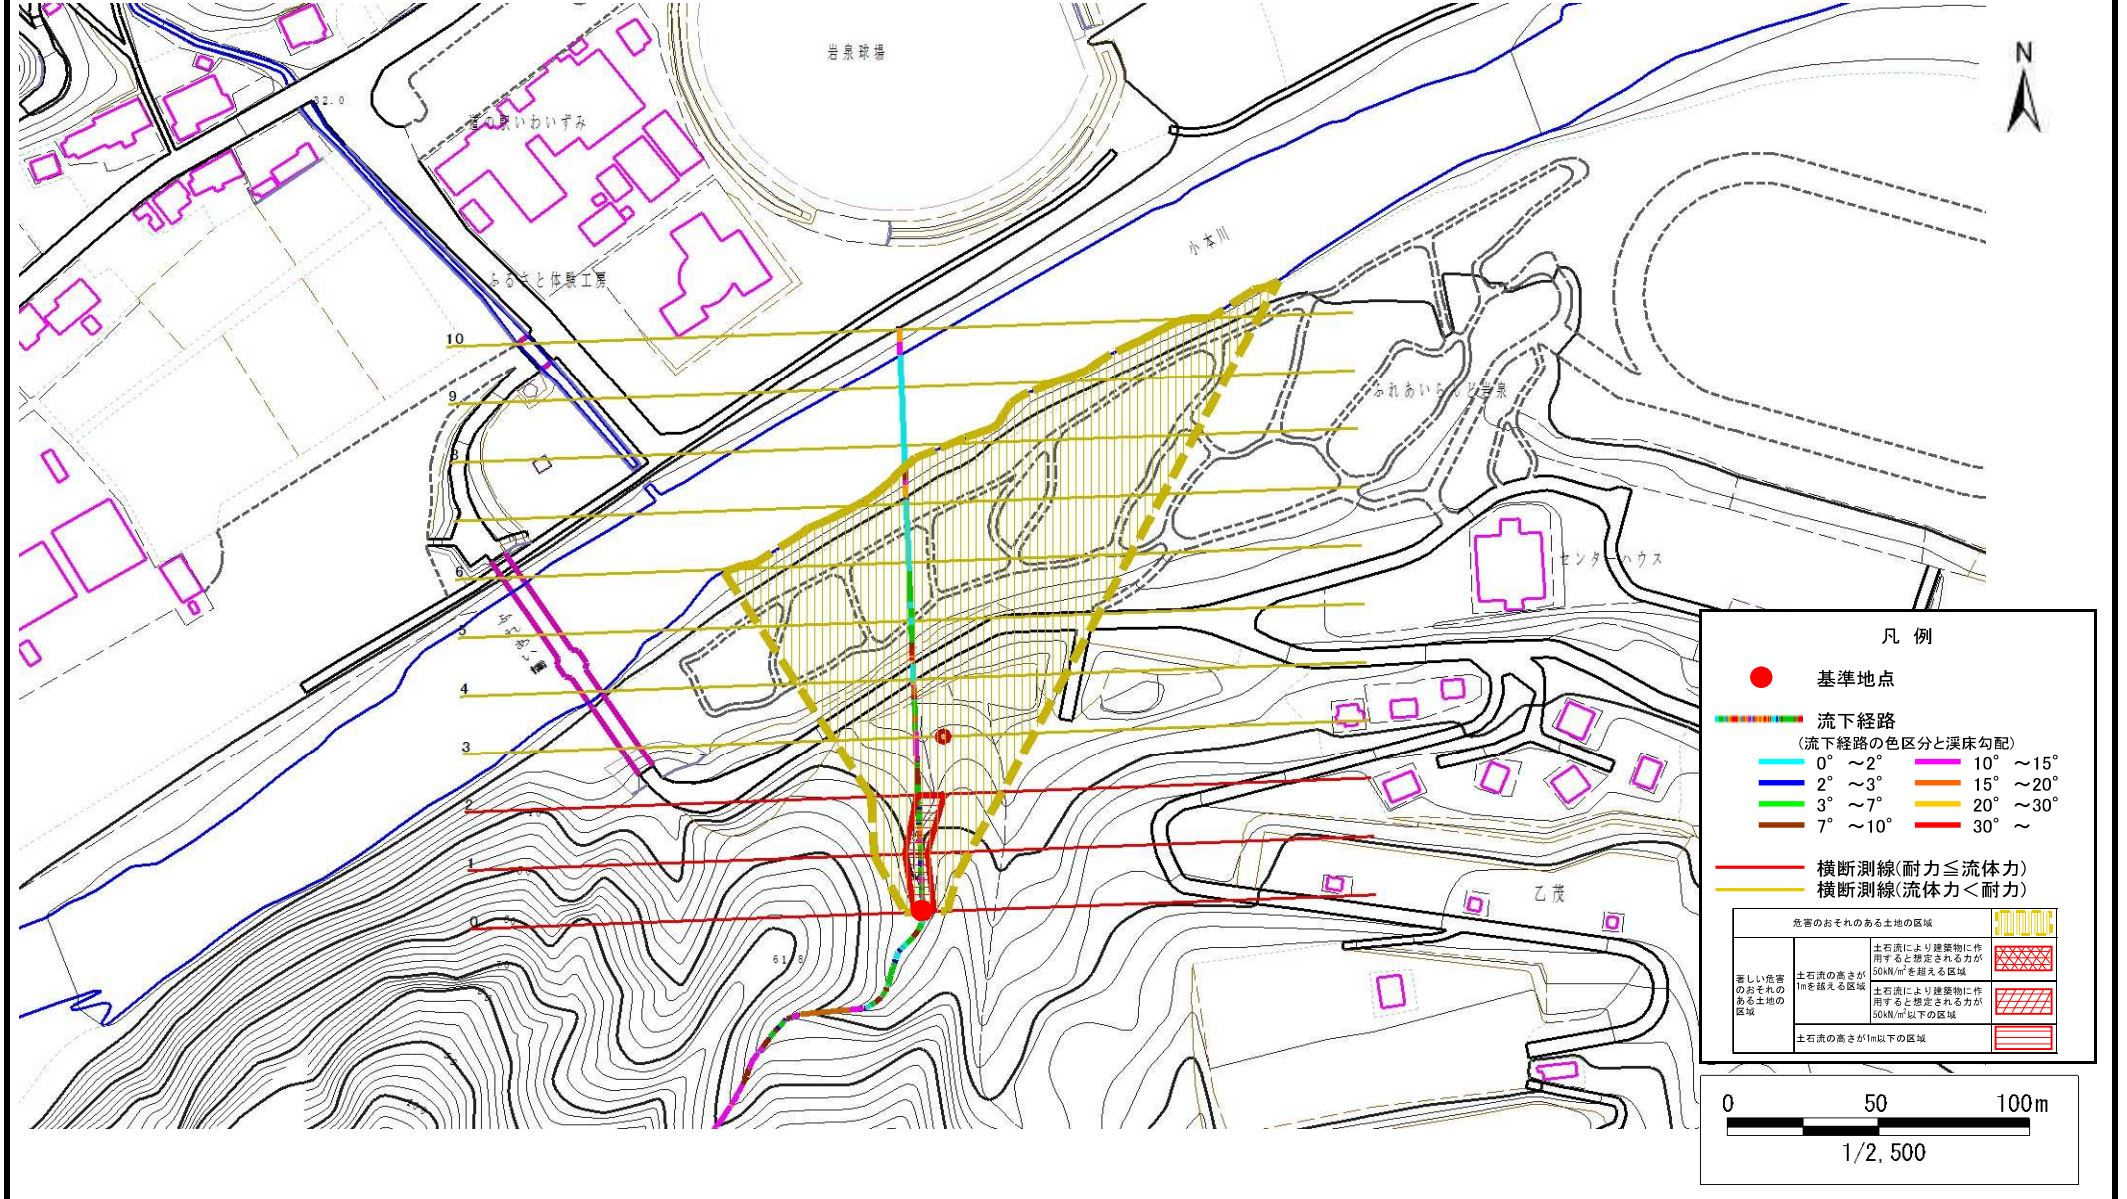 岩泉球場
N
32.0
道の駅いわいずみ
小本川
ふるさと体験工房
10
9
8
6
5
4
3
2
1
0
ふれあいらんど岩泉
センターハウス
乙茂
61.8
凡 例
基準地点
流下経路
(流下経路の色区分と渓床勾配)
0° ～2° 10° ～15°
2° ～3° 15° ～20°
3° ～7° 20° ～30°
7° ～10° 30° ～
横断測線(耐力≦流体力)
横断測線(流体力＜耐力)
危害のおそれのある土地の区域
著しい危害
のおそれの
ある土地の
区域
土石流の高さが
1mを越える区域
土石流により建築物に作
用すると想定される力が
50kN/㎡を超える区域
土石流により建築物に作
用すると想定される力が
50kN/㎡以下の区域
土石流の高さが1m以下の区域
0 50 100m
1/2,500